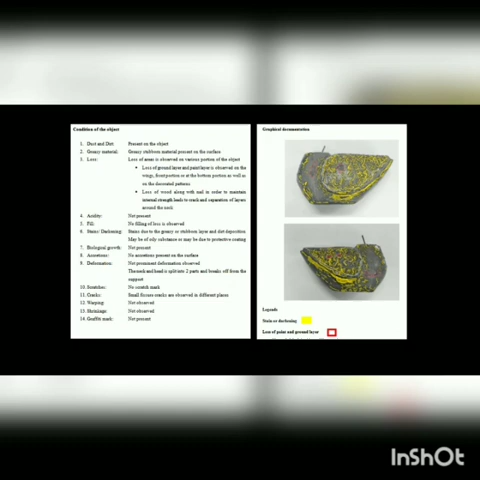 Condition of the object
1. Dust and Dirt: Present on the object
2. Greasy material: Greasy stubborn material present on the surface
3. Loss: Loss of areas is observed on various portion of the object
• Loss of ground layer and paint layer is observed on the
wings, front portion or at the bottom portion as well as
on the decorated patterns
• Loss of wood along with nail in order to maintain
internal strength leads to crack and separation of layers
around the neck
4. Acidity: Not present
5. Fill: No filling of loss is observed
6. Stains/ Darkening: Stains due to the greasy or stubborn layer and dirt deposition
May be of oily substance or may be due to protective coating
7. Biological growth: Not present
8. Accretions: No accretions present on the surface
9. Deformation: Not prominent deformation observed
The neck and head is split into 2 parts and breaks off from the
support
10. Scratches: No scratch mark
11. Cracks: Small fissure cracks are observed in different places
12. Warping: Not observed
13. Shrinkage: Not observed
14. Graffiti mark: Not present
Graphical documentation
Legends
Stain or darkening
Loss of paint and ground layer
InShOt